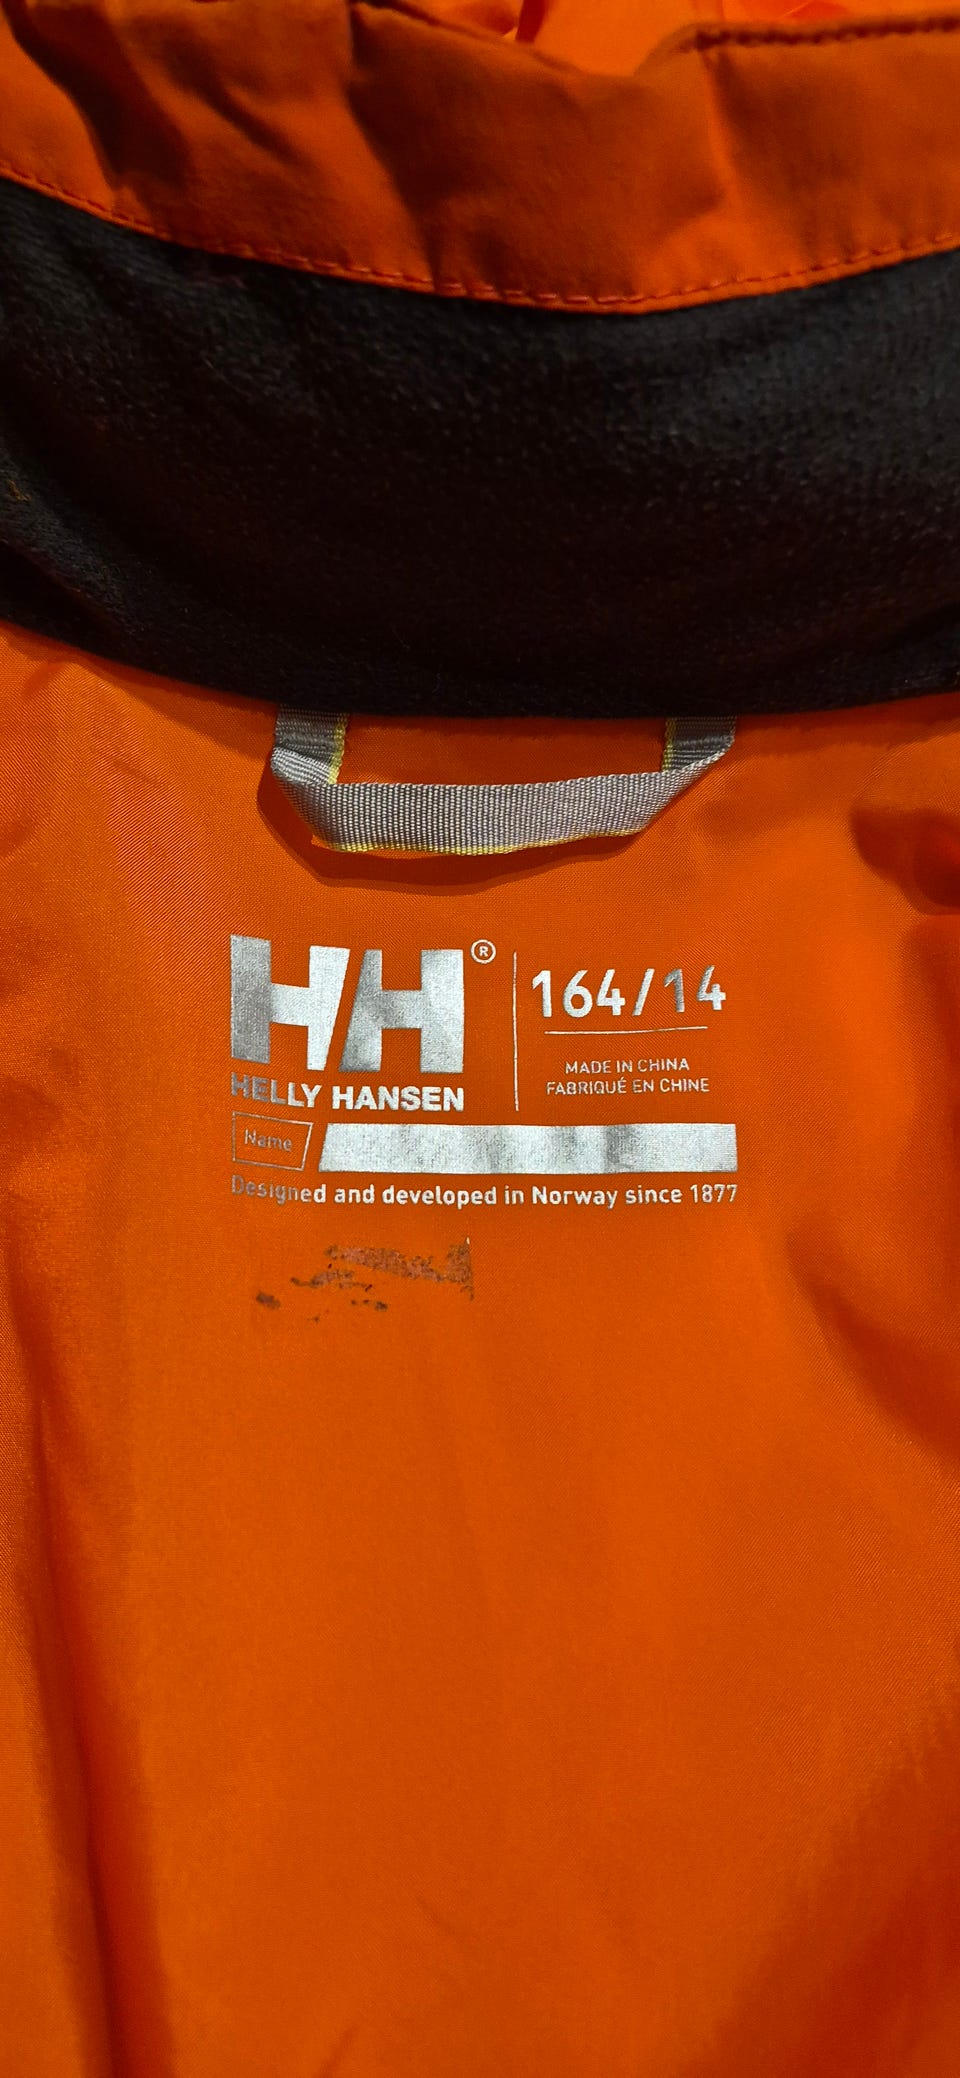 HH®
HELLY HANSEN
164/14
MADE IN CHINA
FABRIQUÉ EN CHINE
Name
Designed and developed in Norway since 1877